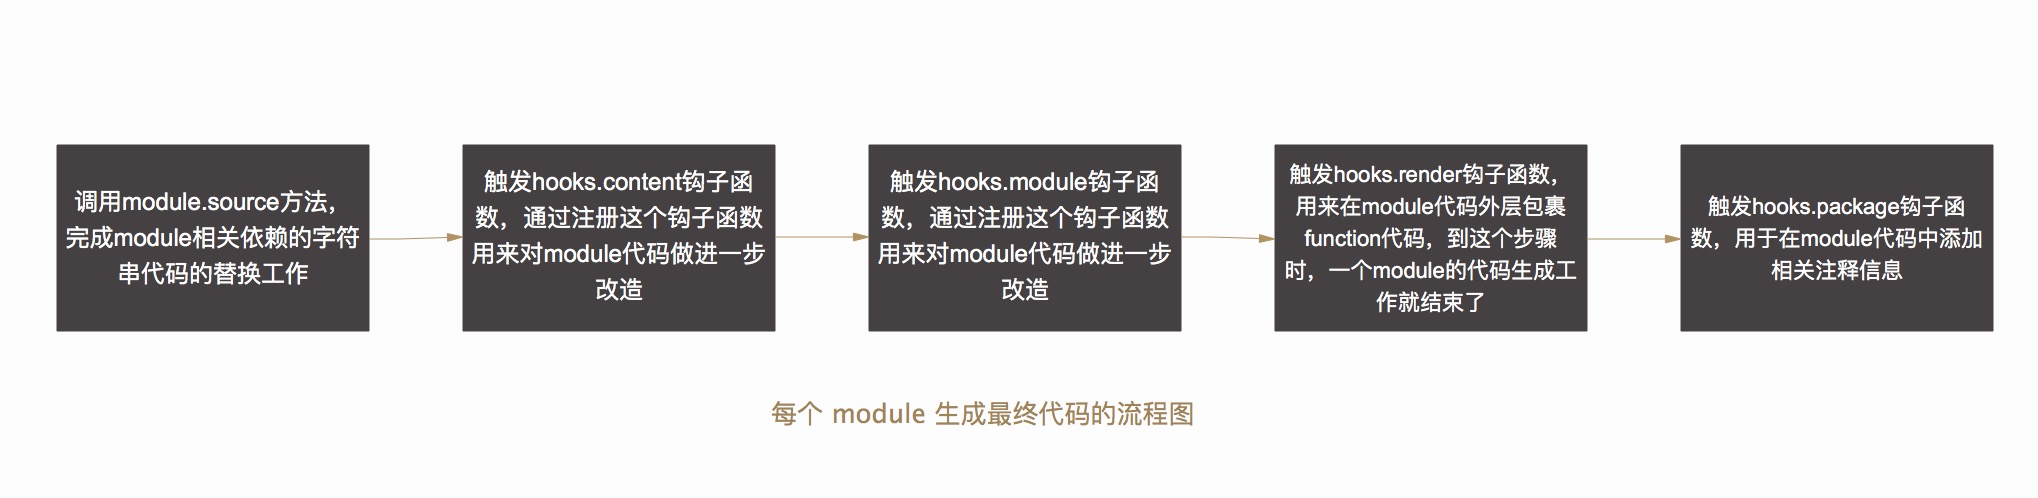 调用module.source方法，
完成module相关依赖的字符
串代码的替换工作
触发hooks.content钩子函
数，通过注册这个钩子函数
用来对module代码做进一步
改造
触发hooks.module钩子函
数，通过注册这个钩子函数
用来对module代码做进一步
改造
触发hooks.render钩子函数，
用来在module代码外层包裹
function代码，到这个步骤
时，一个module的代码生成工
作就结束了
触发hooks.package钩子函
数，用于在module代码中添加
相关注释信息
每个 module 生成最终代码的流程图